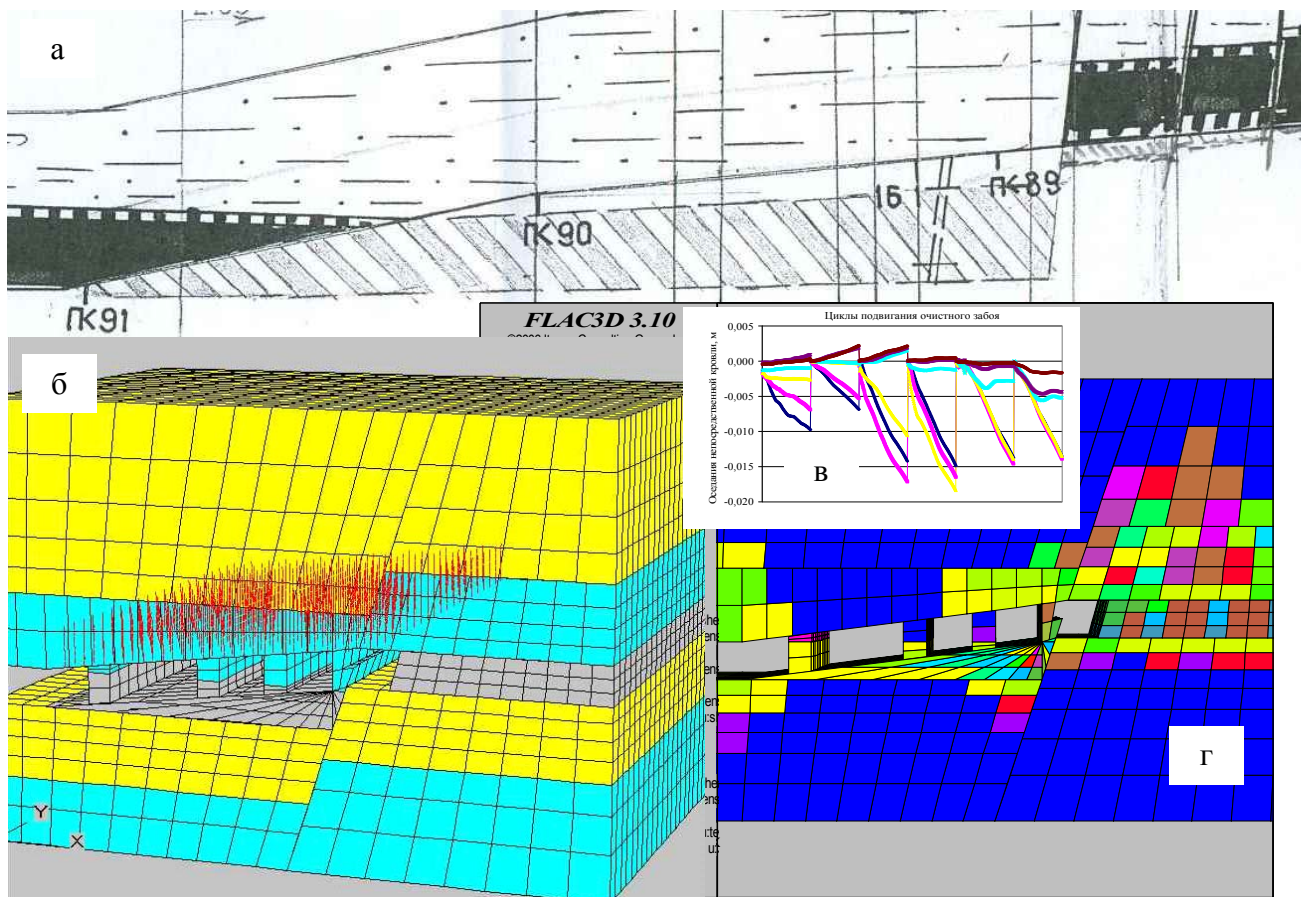 а
ПК91
ПК90
1Б
ПК89
FLAC3D 3.10
б
Y
X
Циклы подвигания очистного забоя
Оседания непосредственной кровли, м
0,005
0,000
-0,005
-0,010
-0,015
-0,020
в
г